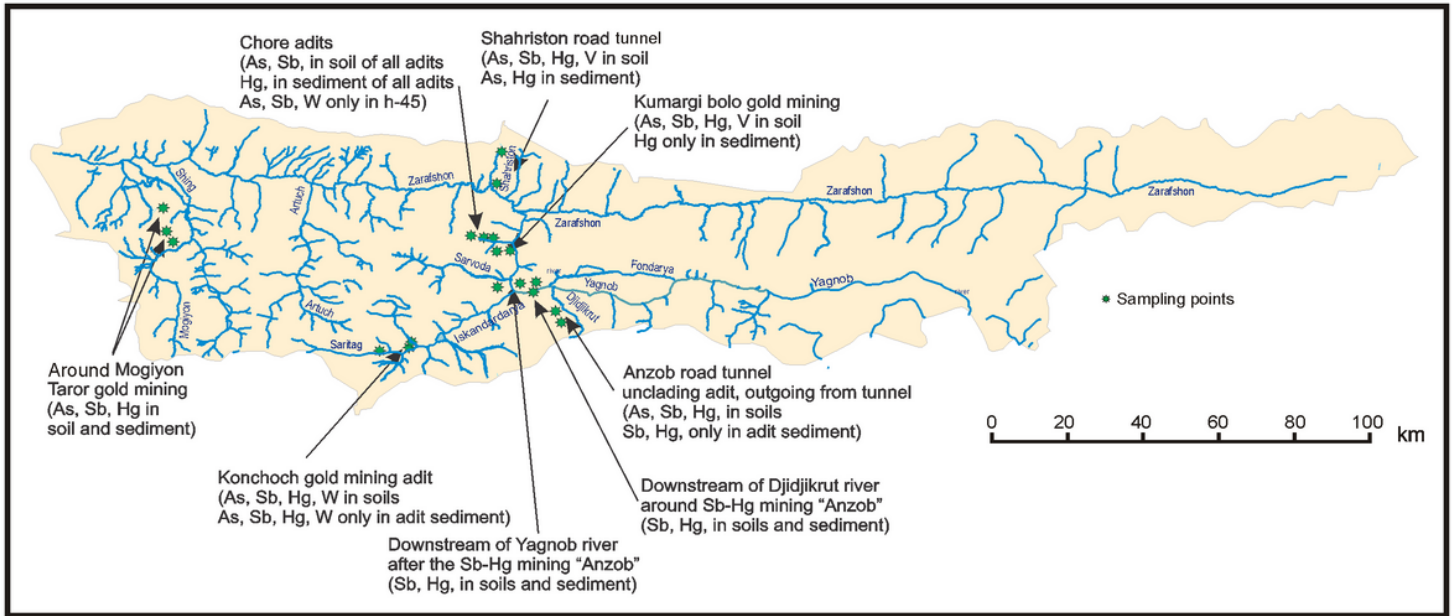 Chore adits
(As, Sb, in soil of all adits
Hg, in sediment of all adits
As, Sb, W only in h-45)
Shahriston road tunnel
(As, Sb, Hg, V in soil
As, Hg in sediment)
Kumargi bolo gold mining
(As, Sb, Hg, V in soil
Hg only in sediment)
Shing
Artuch
Zarafshon
Shahriston
Zarafshon
Zarafshon
Zarafshon
Mogiyon
Artuch
Sarvoda
river
Fondarya
Yagnob
Yagnob
river
Djidjikrut
Iskandardarya
Saritag
Sampling points
Around Mogiyon
Taror gold mining
(As, Sb, Hg in
soil and sediment)
Anzob road tunnel
unclading adit, outgoing from tunnel
(As, Sb, Hg, in soils
Sb, Hg, only in adit sediment)
0 20 40 60 80 100
km
Konchoch gold mining adit
(As, Sb, Hg, W in soils
As, Sb, Hg, W only in adit sediment)
Downstream of Djidjikrut river
around Sb-Hg mining “Anzob”
(Sb, Hg, in soils and sediment)
Downstream of Yagnob river
after the Sb-Hg mining “Anzob”
(Sb, Hg, in soils and sediment)